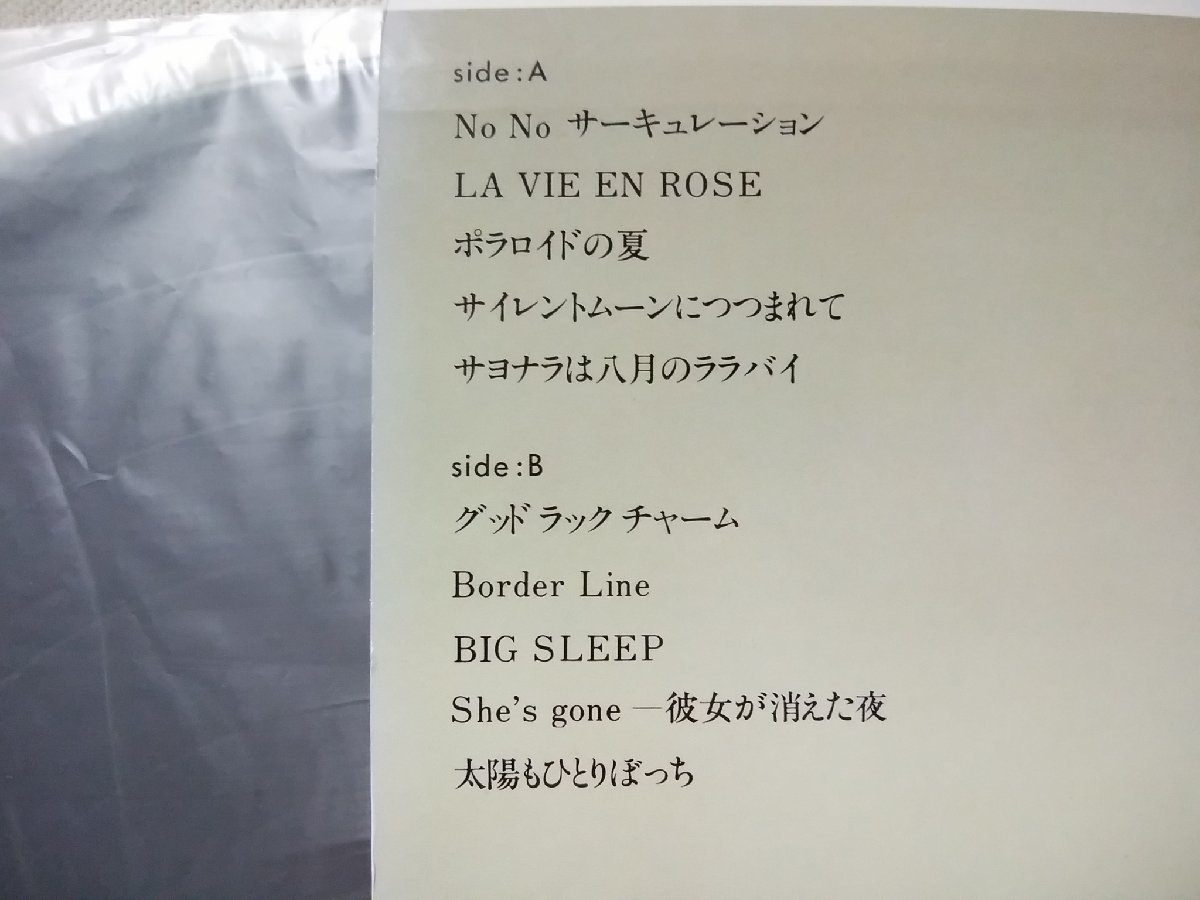 side:A
No No サーキュレーション
LA VIE EN ROSE
ポラロイドの夏
サイレントムーンにつつまれて
サヨナラは八月のララバイ
side:B
グッド ラック チャーム
Border Line
BIG SLEEP
She's gone ―彼女が消えた夜
太陽もひとりぼっち